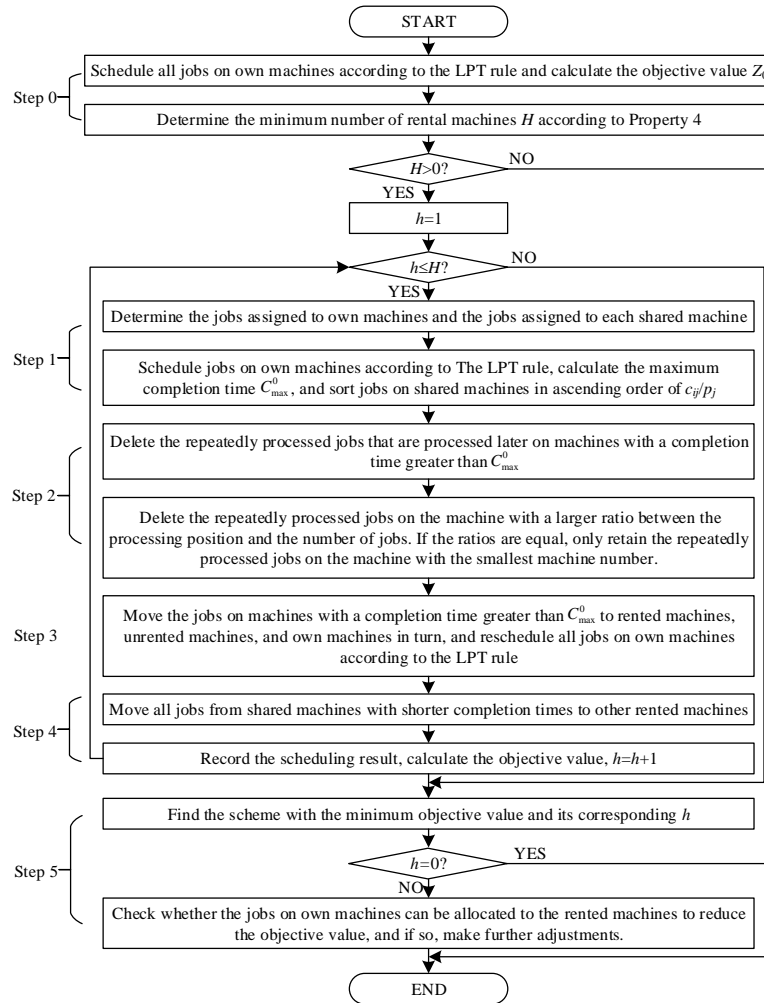 START
Schedule all jobs on own machines according to the LPT rule and calculate the objective value Z₀
Step 0
Determine the minimum number of rental machines H according to Property 4
H>0?
NO
YES
h=1
h≤H?
NO
YES
Determine the jobs assigned to own machines and the jobs assigned to each shared machine
Step 1
Schedule jobs on own machines according to The LPT rule, calculate the maximum
completion time C⁰max, and sort jobs on shared machines in ascending order of cij/pj
Delete the repeatedly processed jobs that are processed later on machines with a completion
time greater than C⁰max
Step 2
Delete the repeatedly processed jobs on the machine with a larger ratio between the
processing position and the number of jobs. If the ratios are equal, only retain the repeatedly
processed jobs on the machine with the smallest machine number.
Step 3
Move the jobs on machines with a completion time greater than C⁰max to rented machines,
unrented machines, and own machines in turn, and reschedule all jobs on own machines
according to the LPT rule
Step 4
Move all jobs from shared machines with shorter completion times to other rented machines
Record the scheduling result, calculate the objective value, h=h+1
Find the scheme with the minimum objective value and its corresponding h
Step 5
h=0?
YES
NO
Check whether the jobs on own machines can be allocated to the rented machines to reduce
the objective value, and if so, make further adjustments.
END